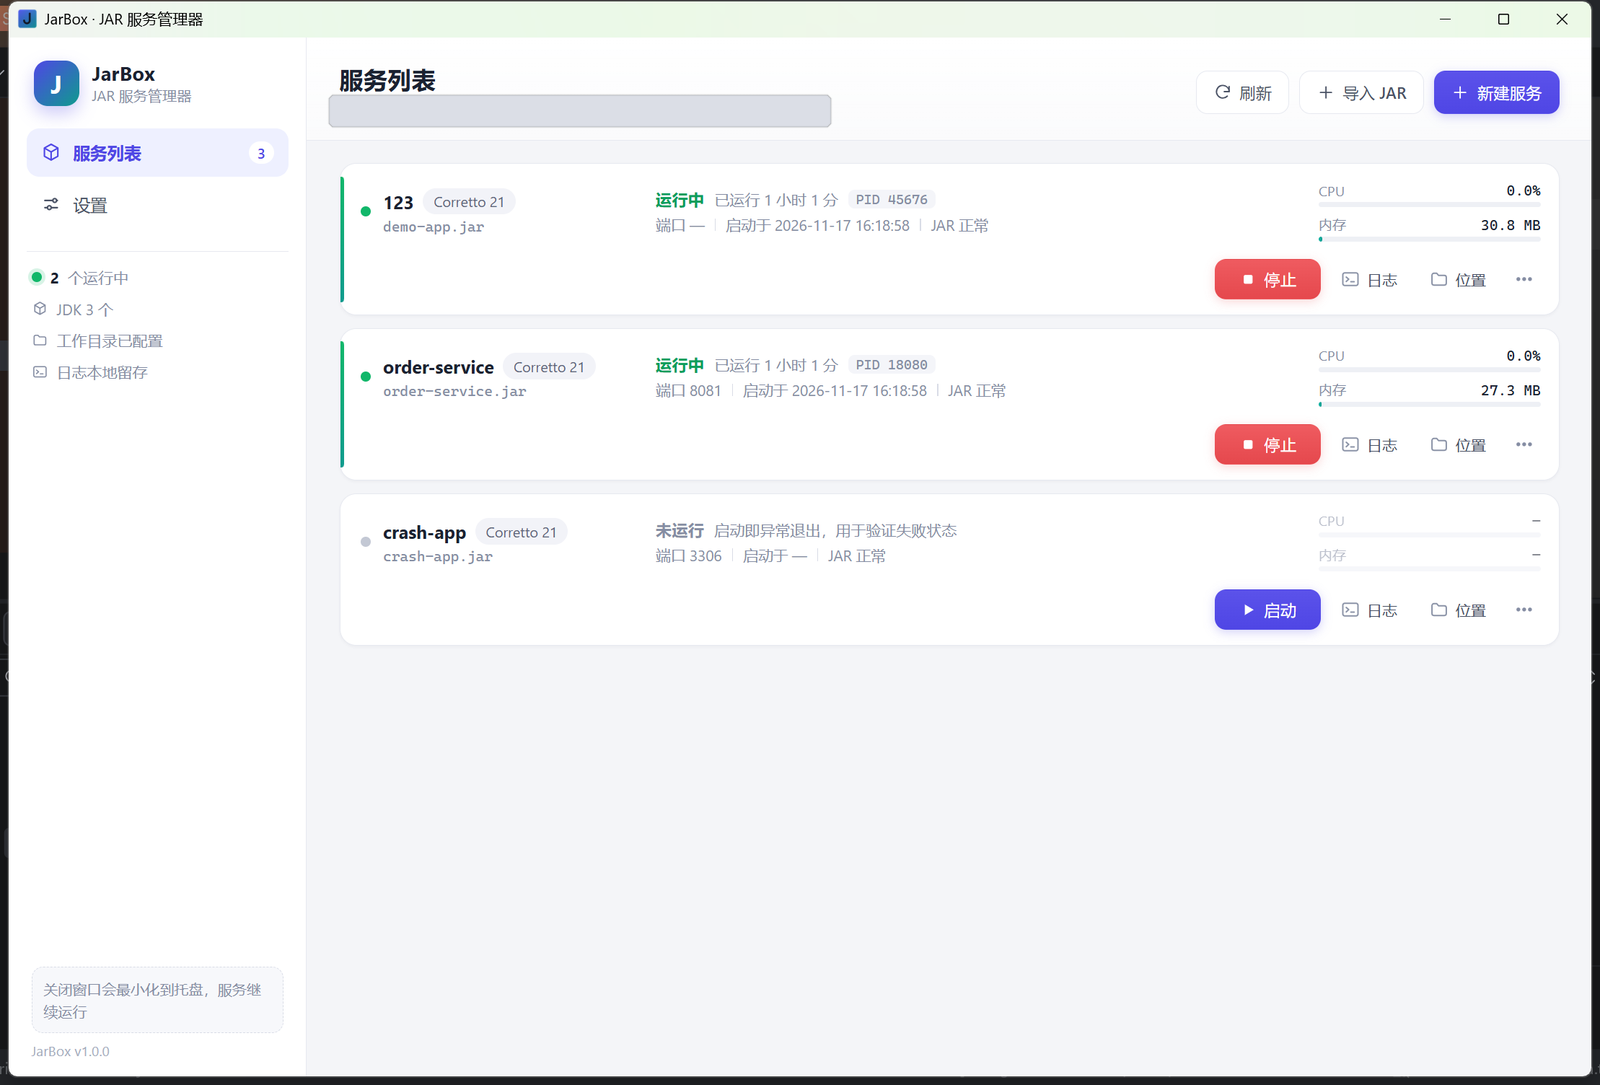 JarBox · JAR 服务管理器
J
JarBox
JAR 服务管理器
服务列表 3
设置
2 个运行中
JDK 3 个
工作目录已配置
日志本地留存
关闭窗口会最小化到托盘，服务继
续运行
JarBox v1.0.0
服务列表
刷新
导入 JAR
新建服务
123 Corretto 21
demo-app.jar
运行中 已运行 1 小时 1 分 PID 45676
端口 — 启动于 2026-11-17 16:18:58 JAR 正常
CPU 0.0%
内存 30.8 MB
停止 日志 位置 •••
order-service Corretto 21
order-service.jar
运行中 已运行 1 小时 1 分 PID 18080
端口 8081 启动于 2026-11-17 16:18:58 JAR 正常
CPU 0.0%
内存 27.3 MB
停止 日志 位置 •••
crash-app Corretto 21
crash-app.jar
未运行 启动即异常退出，用于验证失败状态
端口 3306 启动于 — JAR 正常
CPU –
内存 –
启动 日志 位置 •••